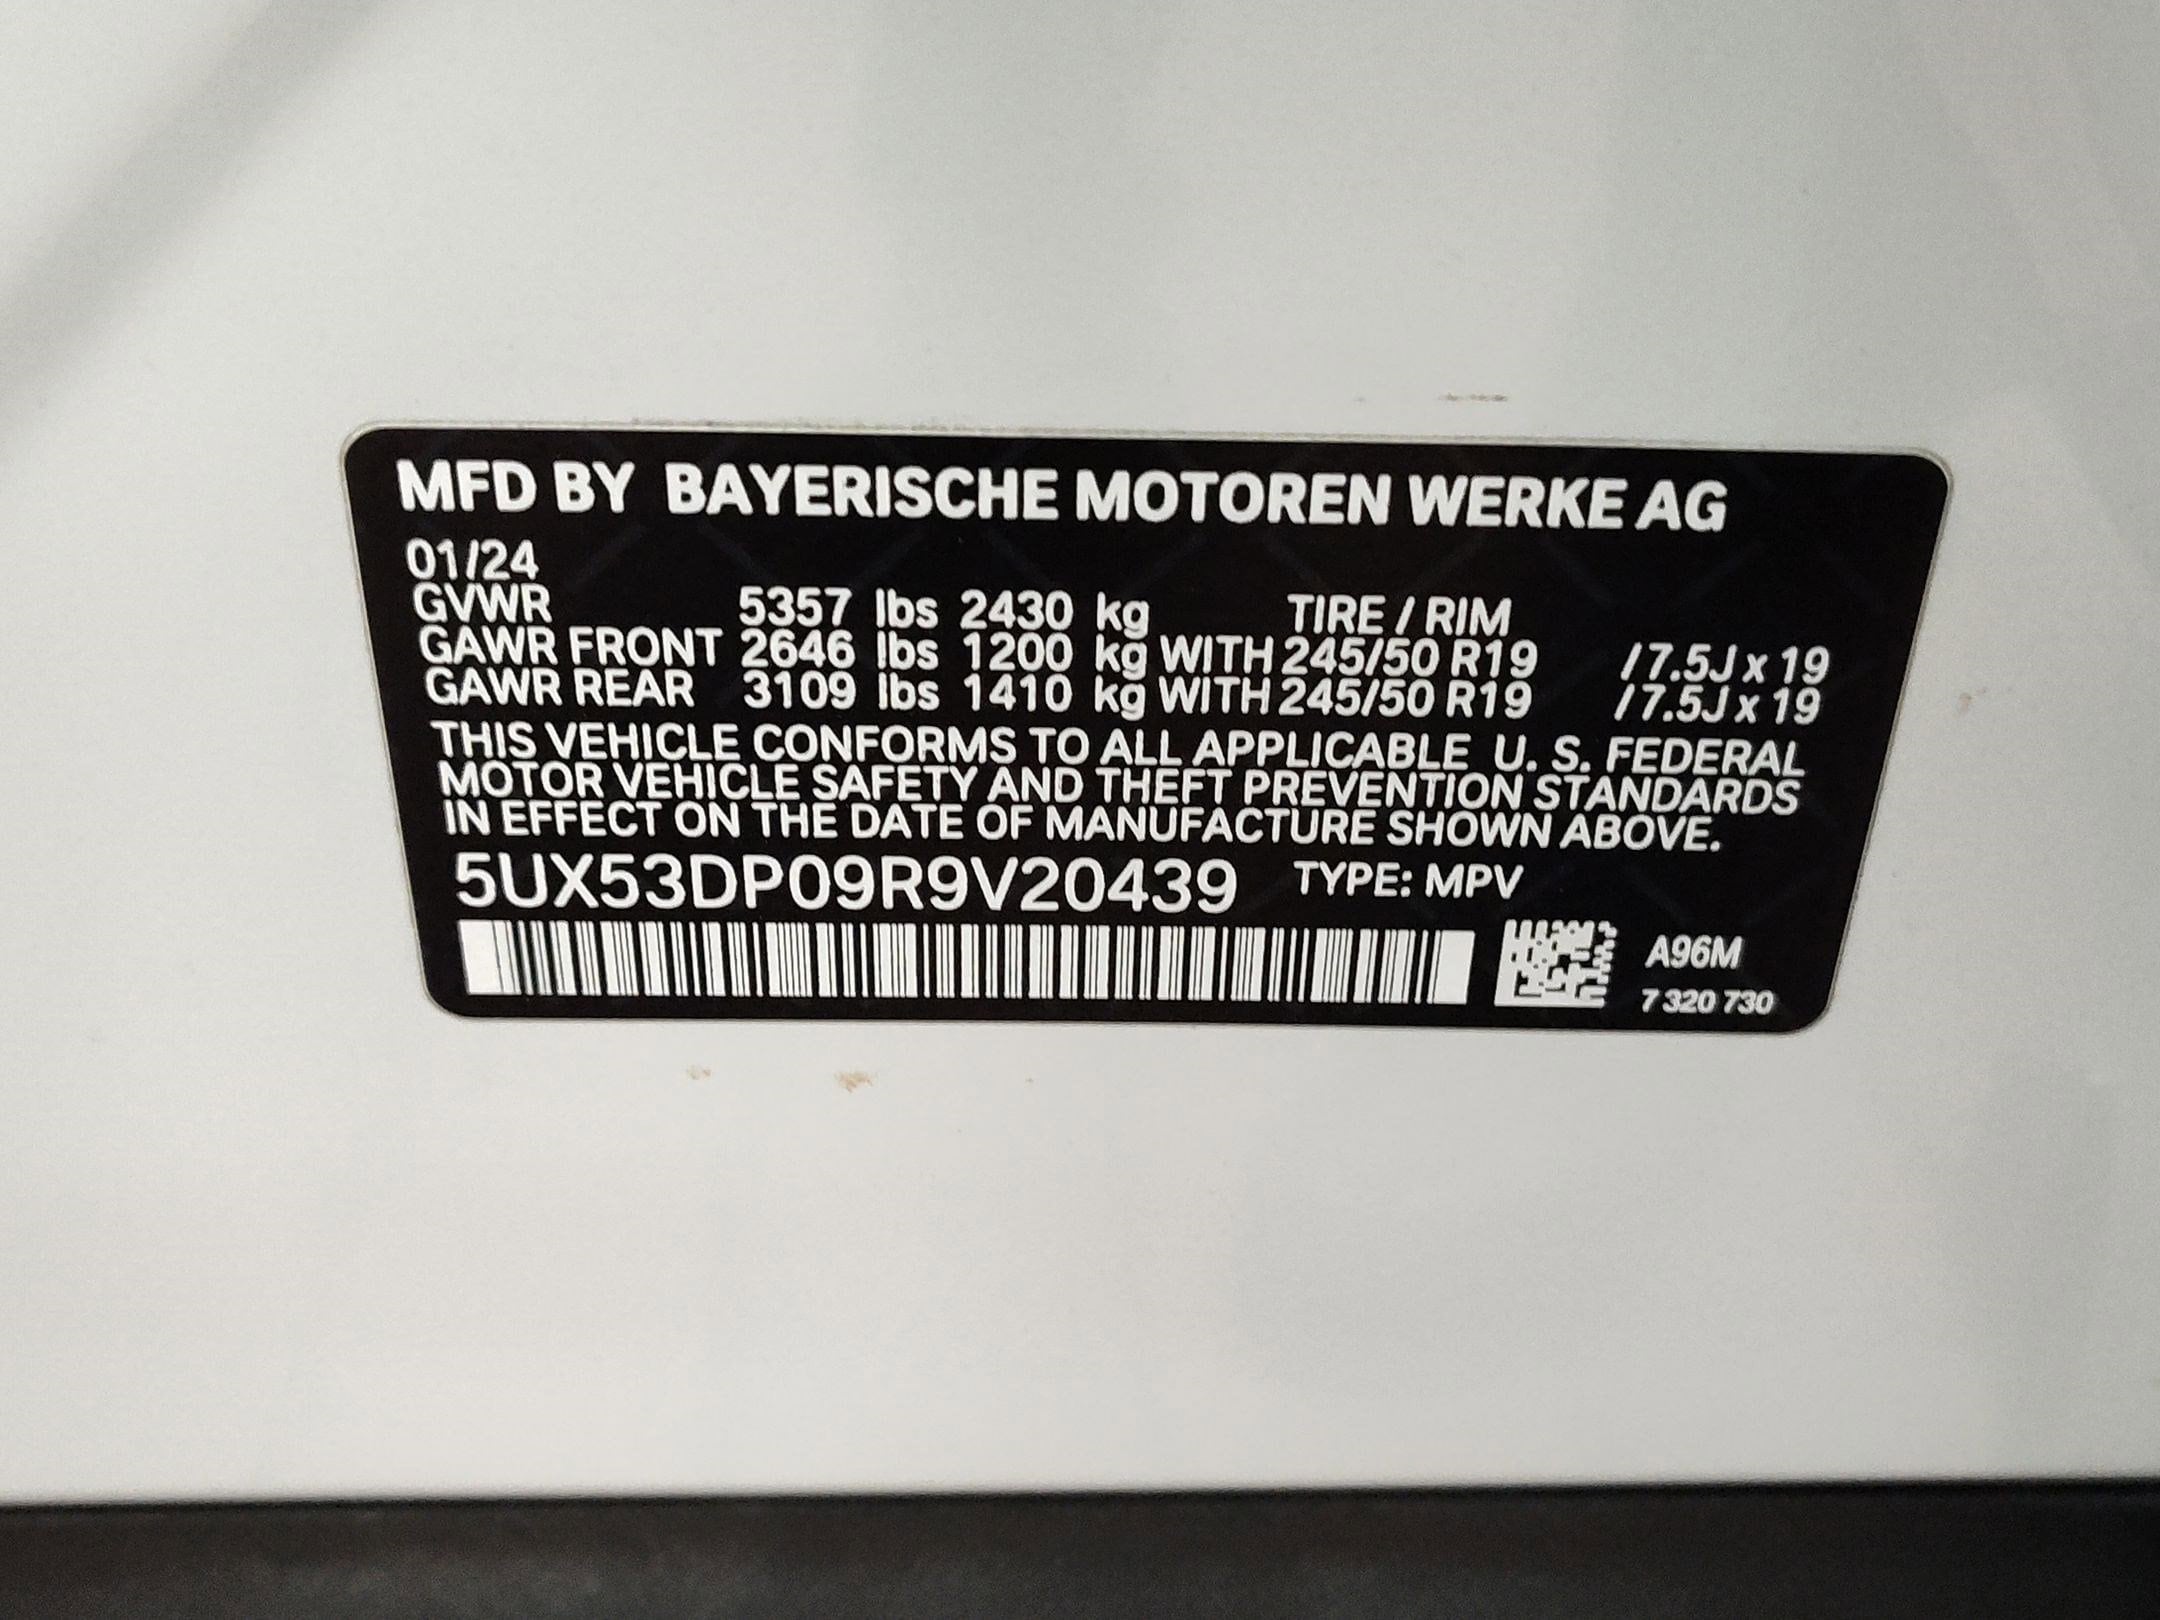 MFD BY BAYERISCHE MOTOREN WERKE AG
01/24
GVWR 5357 lbs 2430 kg TIRE / RIM
GAWR FRONT 2646 lbs 1200 kg WITH 245/50 R19 / 7.5J x 19
GAWR REAR 3109 lbs 1410 kg WITH 245/50 R19 / 7.5J x 19
THIS VEHICLE CONFORMS TO ALL APPLICABLE U. S. FEDERAL
MOTOR VEHICLE SAFETY AND THEFT PREVENTION STANDARDS
IN EFFECT ON THE DATE OF MANUFACTURE SHOWN ABOVE.
5UX53DP09R9V20439 TYPE: MPV
A96M
7 320 730